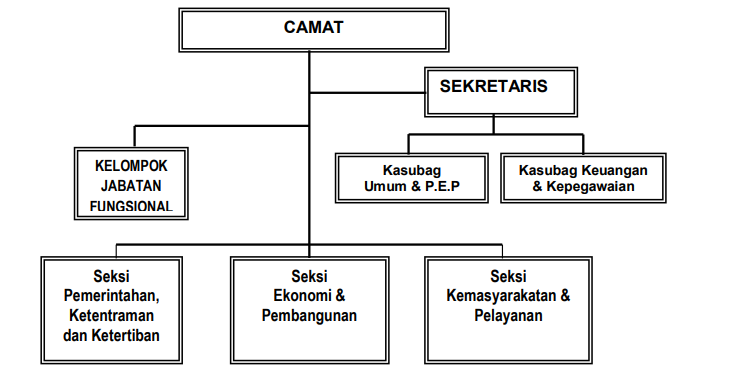 CAMAT
SEKRETARIS
KELOMPOK
JABATAN
FUNGSIONAL
Kasubag
Umum & P.E.P
Kasubag Keuangan
& Kepegawaian
Seksi
Pemerintahan,
Ketentraman
dan Ketertiban
Seksi
Ekonomi &
Pembangunan
Seksi
Kemasyarakatan &
Pelayanan